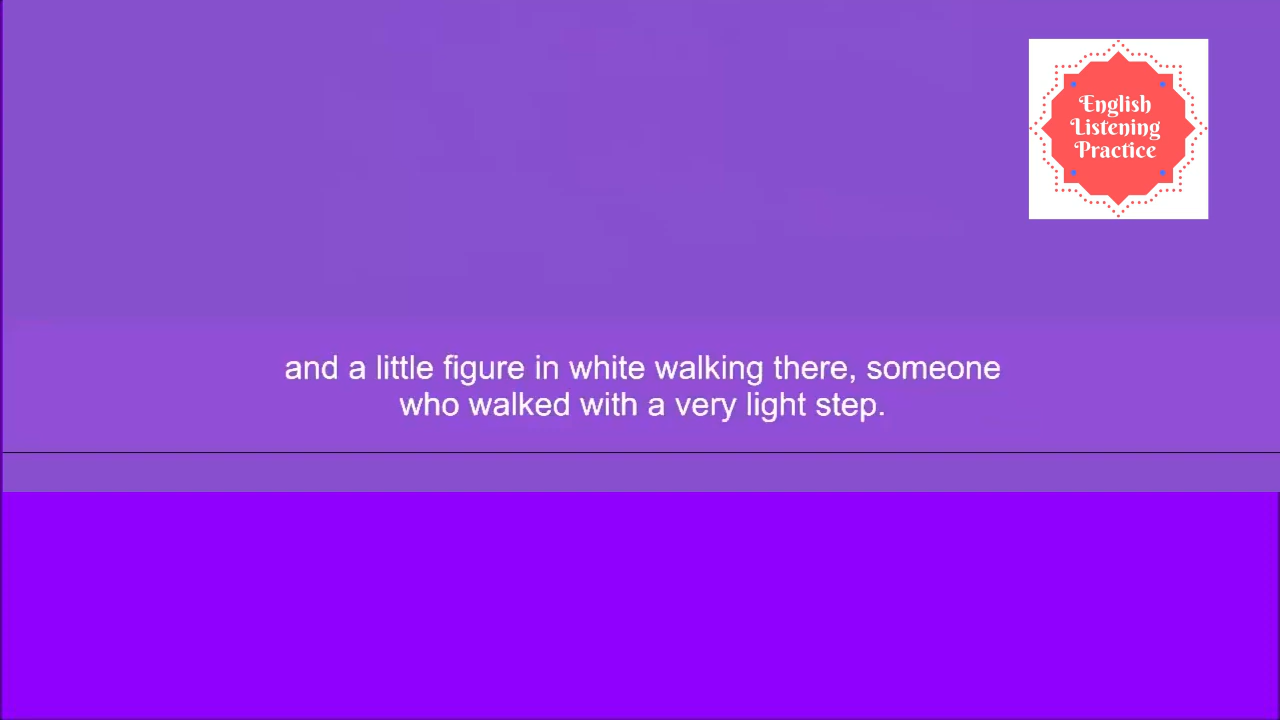 English
Listening
Practice
and a little figure in white walking there, someone
who walked with a very light step.